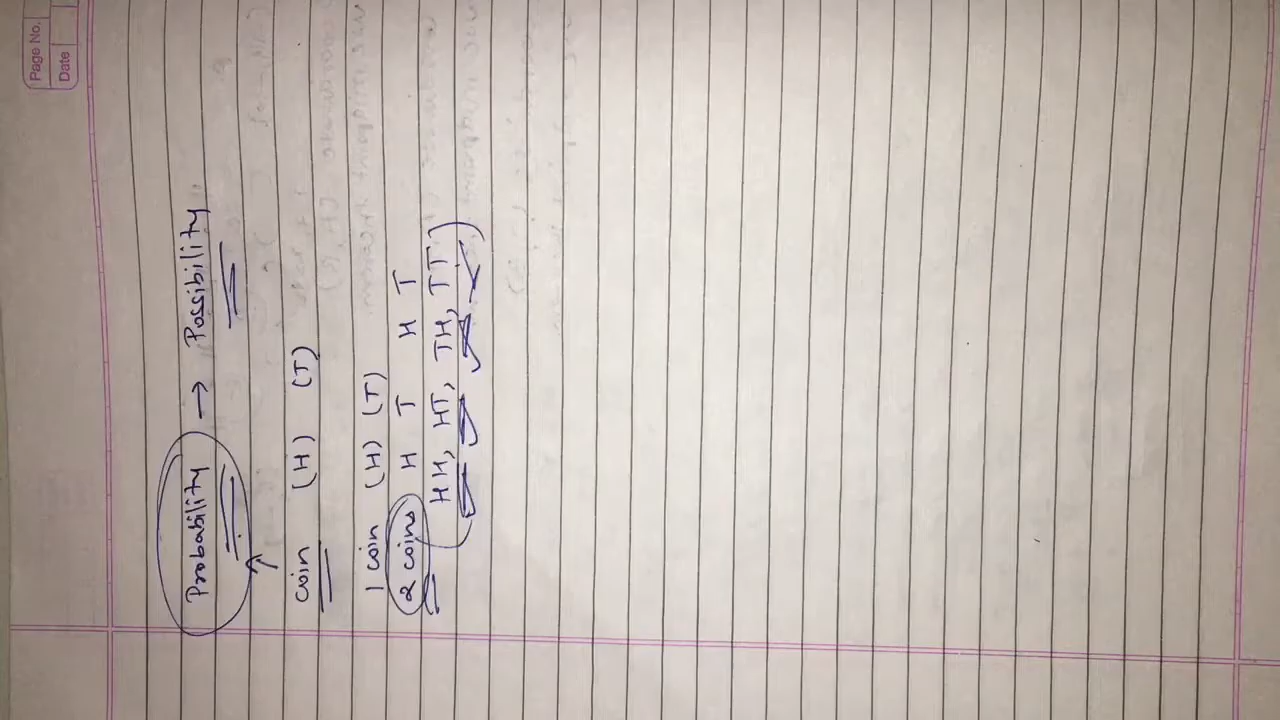 Page No.
Date
Probability → Possibility
coin (H) (T)
1 coin (H) (T)
2 coins H T H T
HH, HT, TH, TT)